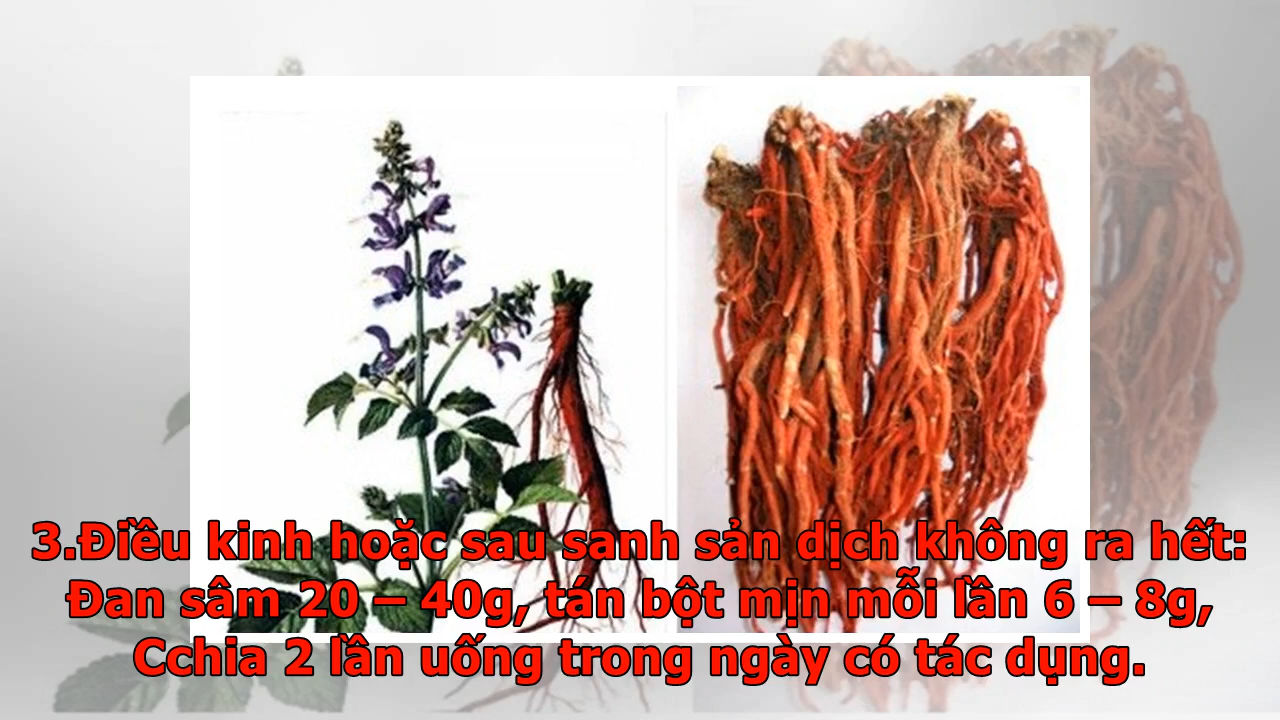 3.Điều kinh hoặc sau sanh sản dịch không ra hết:
Đan sâm 20 – 40g, tán bột mịn mỗi lần 6 – 8g,
Cchia 2 lần uống trong ngày có tác dụng.